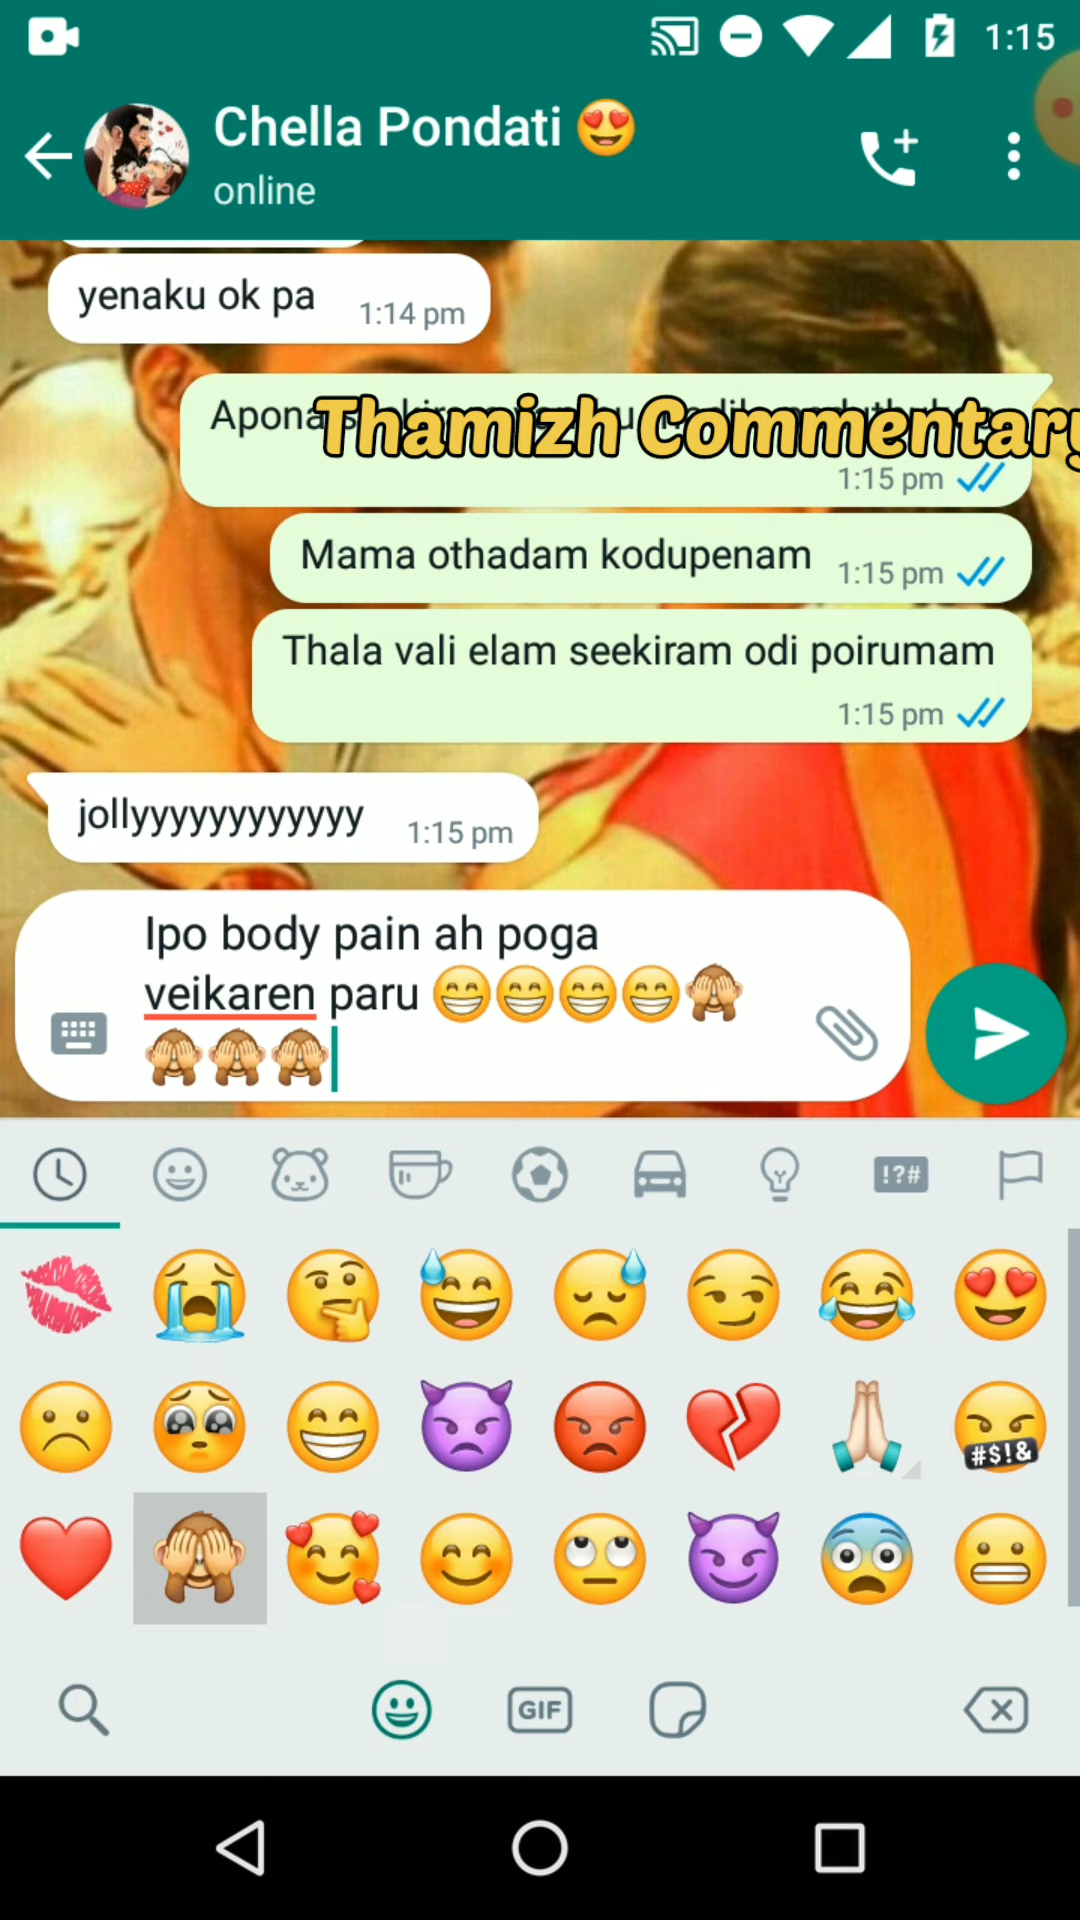 1:15
Chella Pondati 😍
online
yenaku ok pa 1:14 pm
Thamizh Commentary
1:15 pm
Mama othadam kodupenam 1:15 pm
Thala vali elam seekiram odi poirumam
1:15 pm
jollyyyyyyyyyyyyy 1:15 pm
Ipo body pain ah poga
veikaren paru 😁😁😁😁🙈
🙈🙈🙈
!?#
#$!&
GIF